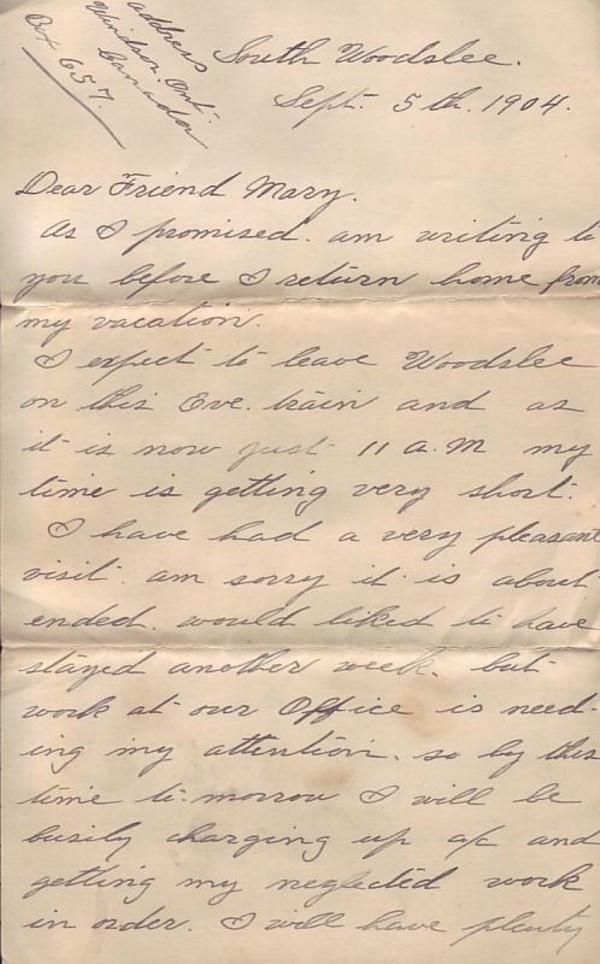 address
Windsor. Ont.
Canada
Box 657.
South Woodslee.
Sept. 5th. 1904.
Dear Friend Mary.
As I promised. am writing to
you before I return home from
my vacation.
I expect to leave Woodslee
on this Eve. train and as
it is now just 11 A.M my
time is getting very short.
I have had a very pleasant
visit. am sorry it is about
ended. would liked to have
stayed another week. but
work at our Office is need-
ing my attention. so by this
time to-morrow I will be
busily charging up a/c and
getting my neglected work
in order. I will have plenty